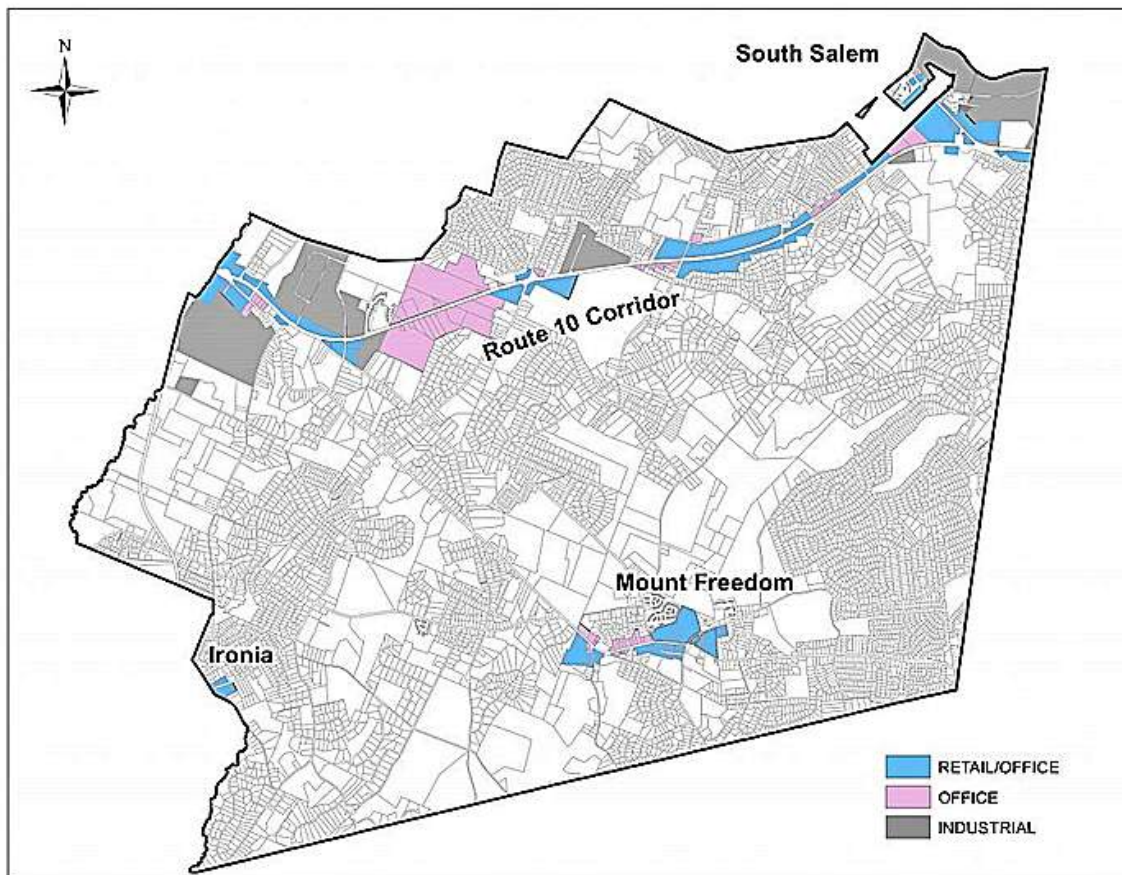 N
South Salem
Route 10 Corridor
Mount Freedom
Ironia
RETAIL/OFFICE
OFFICE
INDUSTRIAL